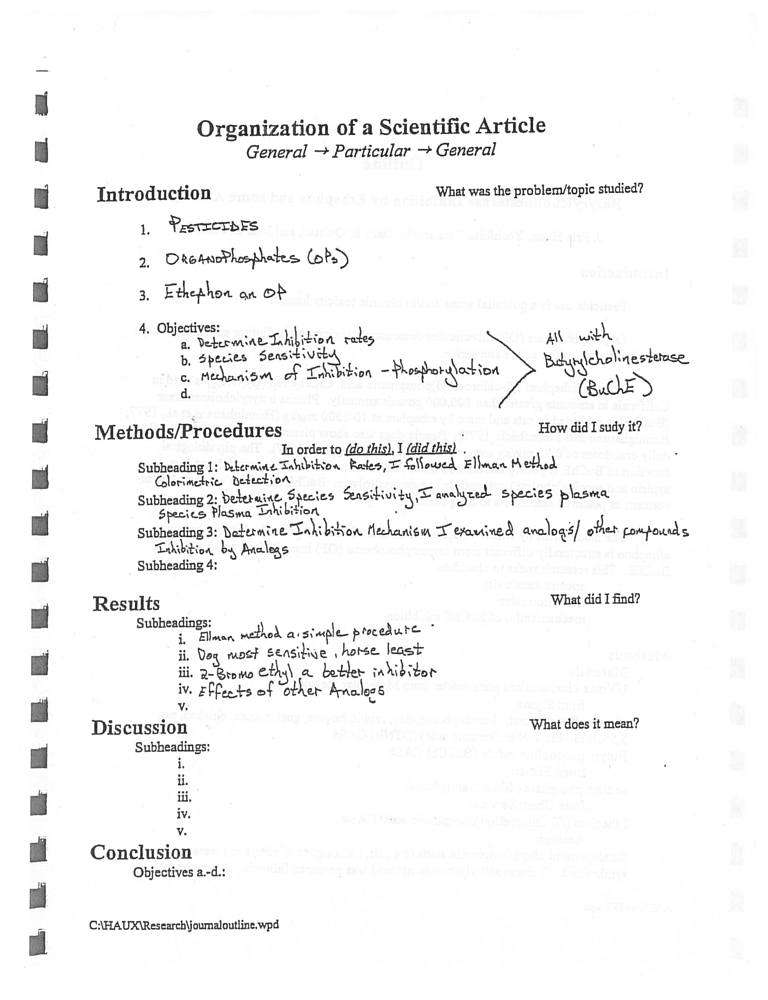 Organization of a Scientific Article
General → Particular → General
Introduction What was the problem/topic studied?
1. PESTICIDES
2. ORGANOPhosphates (OPs)
3. Ethephon an OP
4. Objectives:
a. Determine Inhibition rates
b. Species Sensitivity
c. Mechanism of Inhibition - Phosphorylation
d.
All with
Butyrylcholinesterase
(BuChE)
Methods/Procedures How did I sudy it?
In order to (do this), I (did this).
Subheading 1: Determine Inhibition Rates, I followed Ellman Method
Colorimetric Detection
Subheading 2: Determine Species Sensitivity, I analyzed species plasma
Species Plasma Inhibition
Subheading 3: Determine Inhibition Mechanism I examined analogs/ other compounds
Inhibition by Analogs
Subheading 4:
Results What did I find?
Subheadings:
i. Ellman method a simple procedure
ii. Dog most sensitive, horse least
iii. 2-Bromo ethyl a better inhibitor
iv. Effects of other Analogs
v.
Discussion What does it mean?
Subheadings:
i.
ii.
iii.
iv.
v.
Conclusion
Objectives a.-d.:
C:\HAUX\Research\journaloutline.wpd